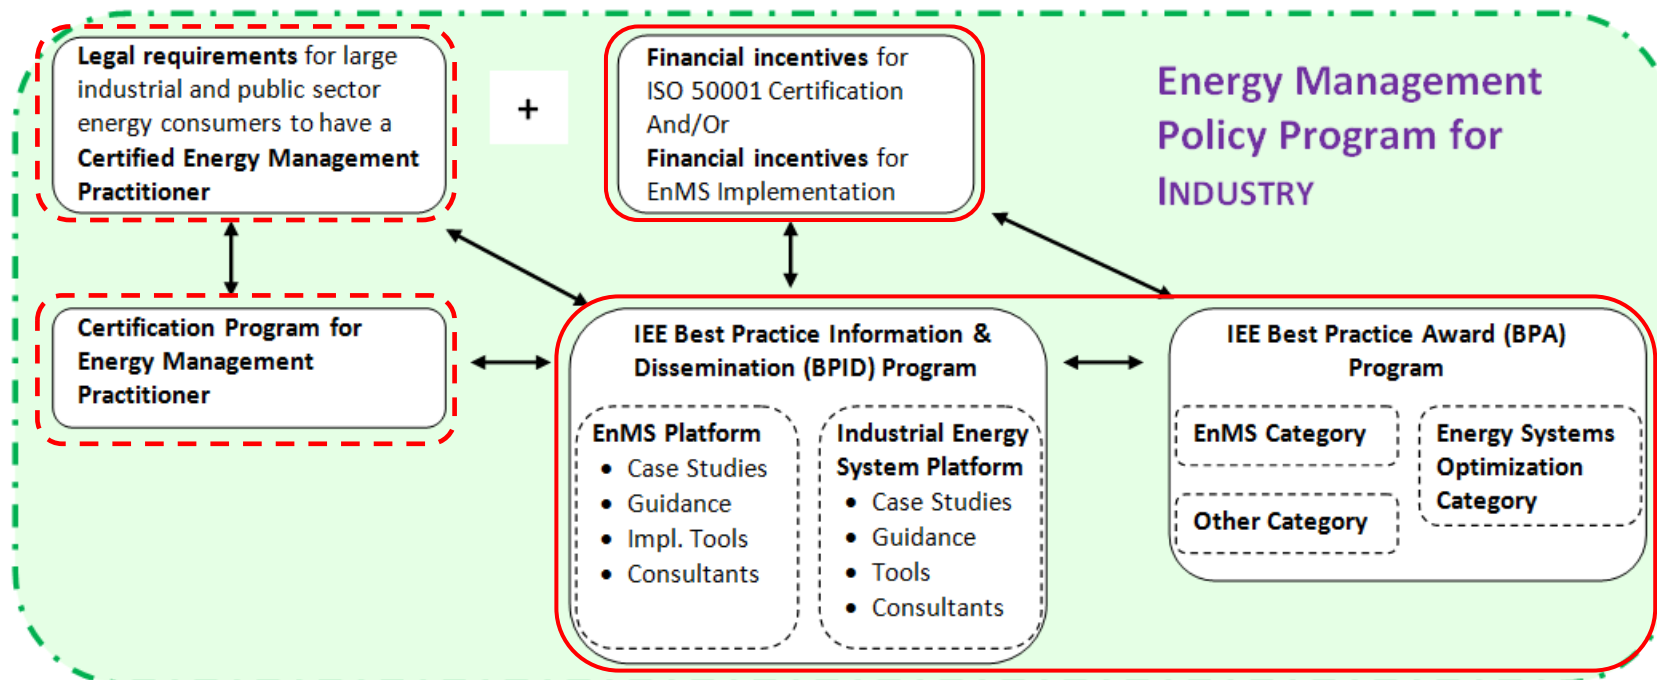 Legal requirements for large
industrial and public sector
energy consumers to have a
Certified Energy Management
Practitioner
+
Financial incentives for
ISO 50001 Certification
And/Or
Financial incentives for
EnMS Implementation
Energy Management
Policy Program for
INDUSTRY
Certification Program for
Energy Management
Practitioner
IEE Best Practice Information &
Dissemination (BPID) Program
EnMS Platform
• Case Studies
• Guidance
• Impl. Tools
• Consultants
Industrial Energy
System Platform
• Case Studies
• Guidance
• Tools
• Consultants
IEE Best Practice Award (BPA)
Program
EnMS Category
Other Category
Energy Systems
Optimization
Category